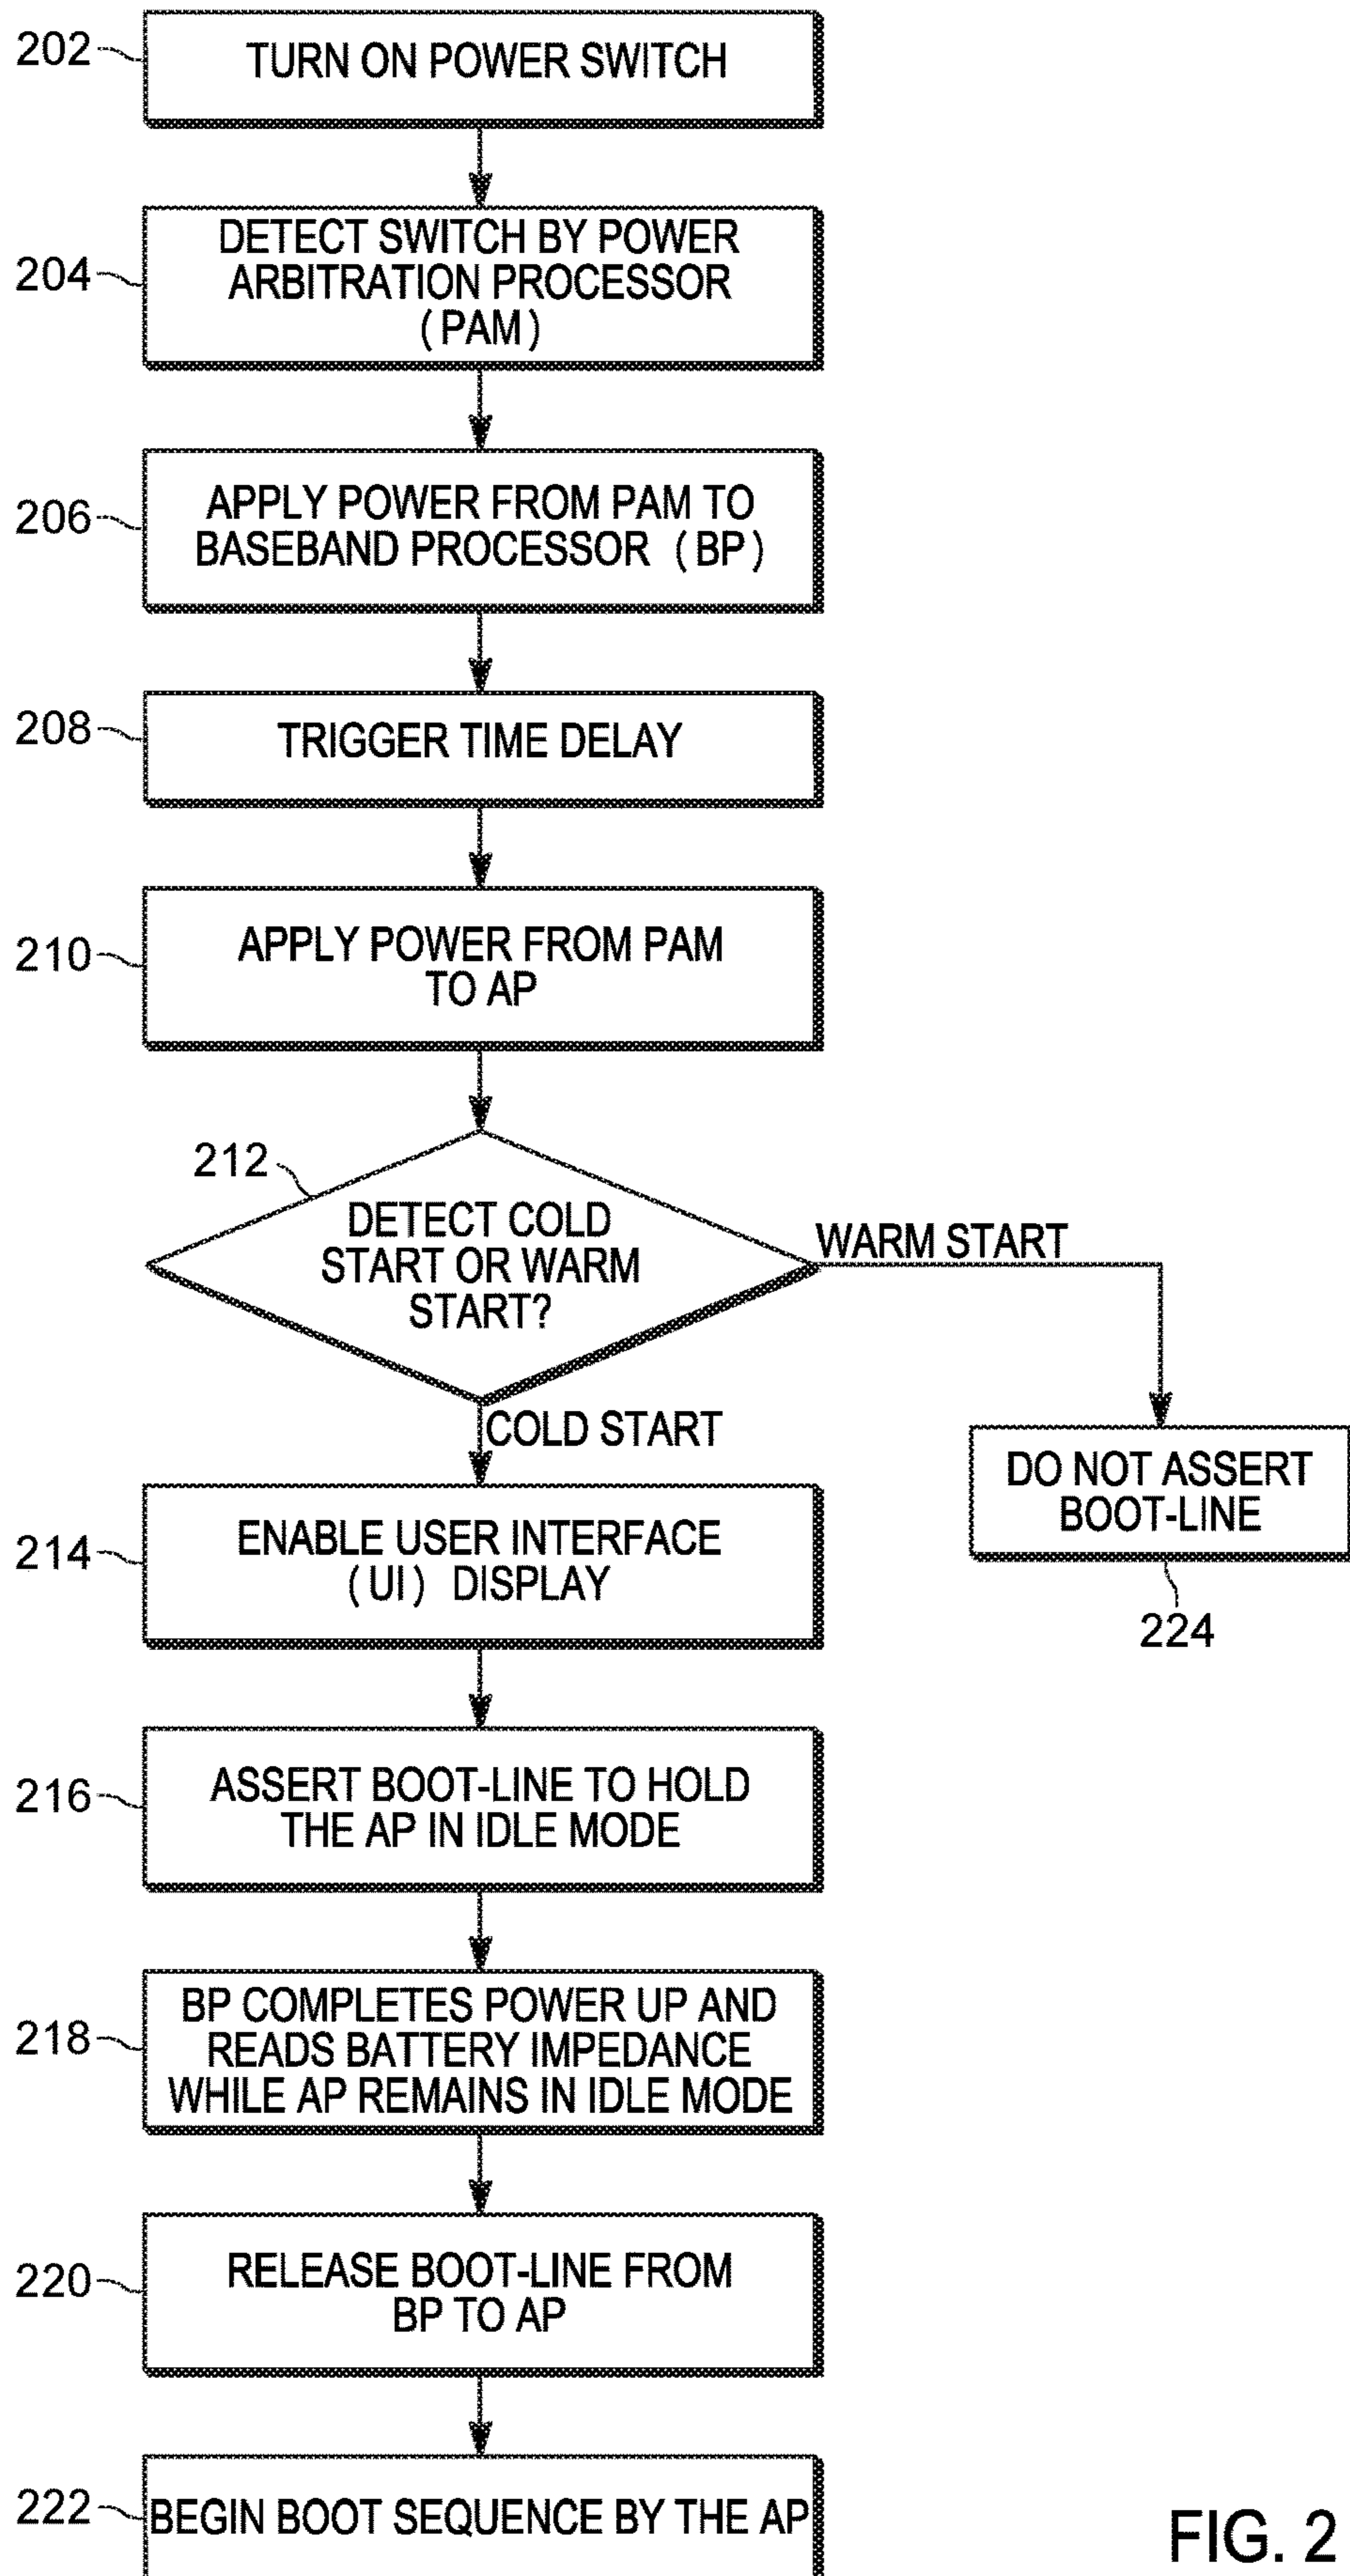 202
TURN ON POWER SWITCH
204
DETECT SWITCH BY POWER
ARBITRATION PROCESSOR
(PAM)
206
APPLY POWER FROM PAM TO
BASEBAND PROCESSOR (BP)
208
TRIGGER TIME DELAY
210
APPLY POWER FROM PAM
TO AP
212
DETECT COLD
START OR WARM
START?
WARM START
COLD START
DO NOT ASSERT
BOOT-LINE
224
214
ENABLE USER INTERFACE
(UI) DISPLAY
216
ASSERT BOOT-LINE TO HOLD
THE AP IN IDLE MODE
218
BP COMPLETES POWER UP AND
READS BATTERY IMPEDANCE
WHILE AP REMAINS IN IDLE MODE
220
RELEASE BOOT-LINE FROM
BP TO AP
222
BEGIN BOOT SEQUENCE BY THE AP
FIG. 2